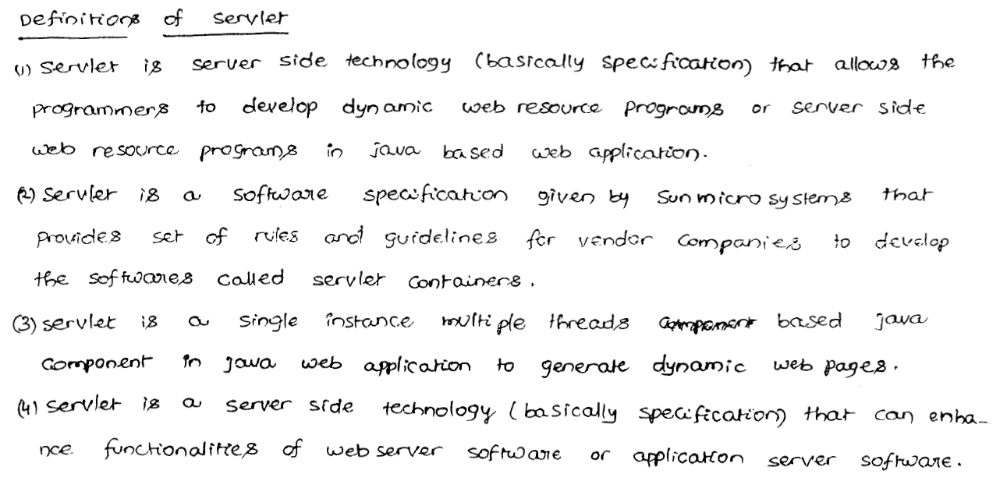 Definitions of servlet
(1) Servlet is server side technology (basically specification) that allows the
programmers to develop dynamic web resource programs or server side
web resource programs in java based web application.
(2) Servlet is a software specification given by Sun microsystems that
provides set of rules and guidelines for vendor companies to develop
the softwares called servlet containers.
(3) servlet is a single instance multiple threads component based java
component in java web application to generate dynamic web pages.
(4) Servlet is a server side technology (basically specification) that can enha-
nce functionalities of web server software or application server software.